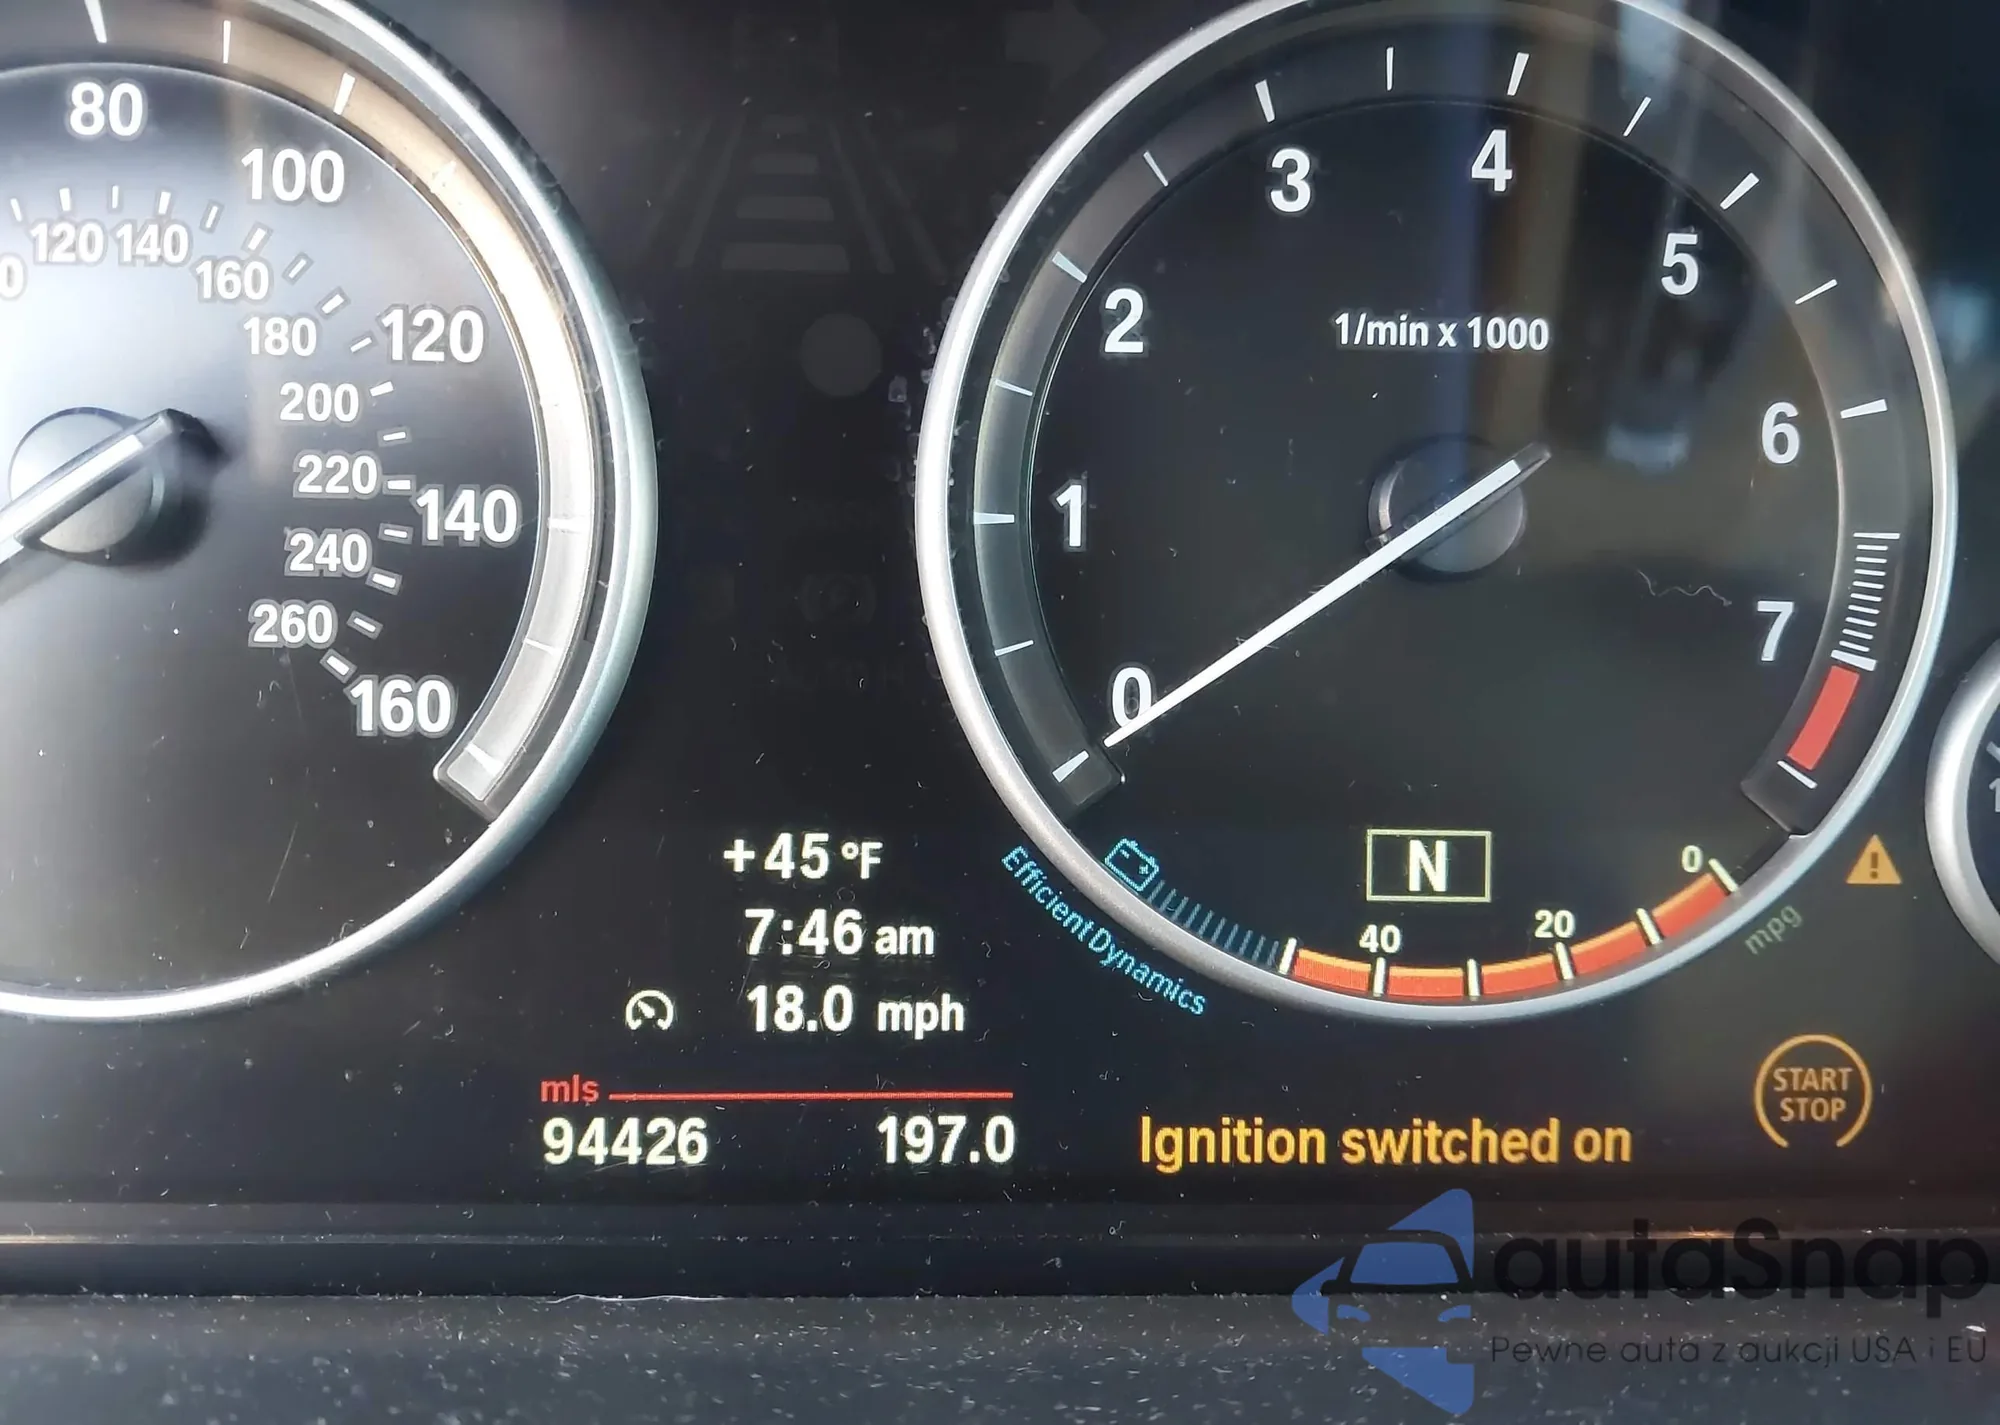 80
100
120
140
160
120 140
160
180
200
220
240
260
0
1
2
3
4
5
6
7
1/min x 1000
N
0
20
40
mpg
EfficientDynamics
+45 °F
7:46 am
18.0 mph
mls
94426 197.0
Ignition switched on
START
STOP
autaSnap
Pewne auta z aukcji USA i EU